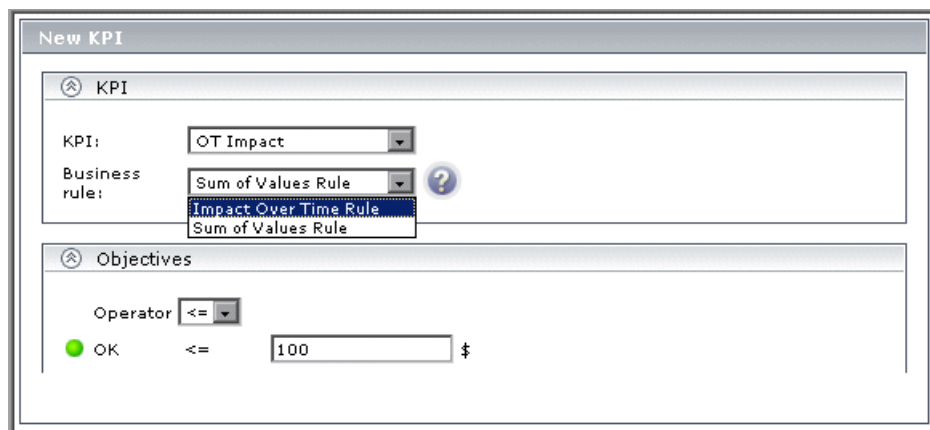 New KPI
KPI
KPI: OT Impact
Business rule: Sum of Values Rule ?
Impact Over Time Rule
Sum of Values Rule
Objectives
Operator <=
OK <= 100 $